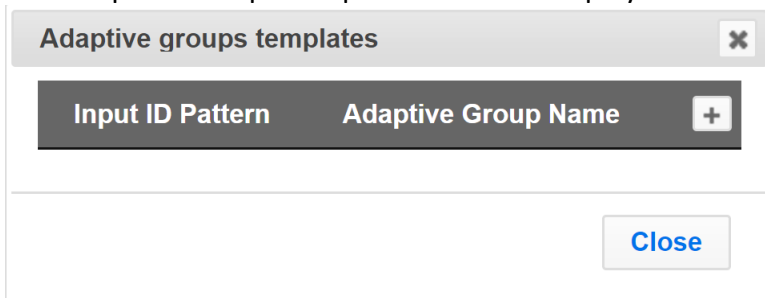 Adaptive groups templates
Input ID Pattern Adaptive Group Name +
Close